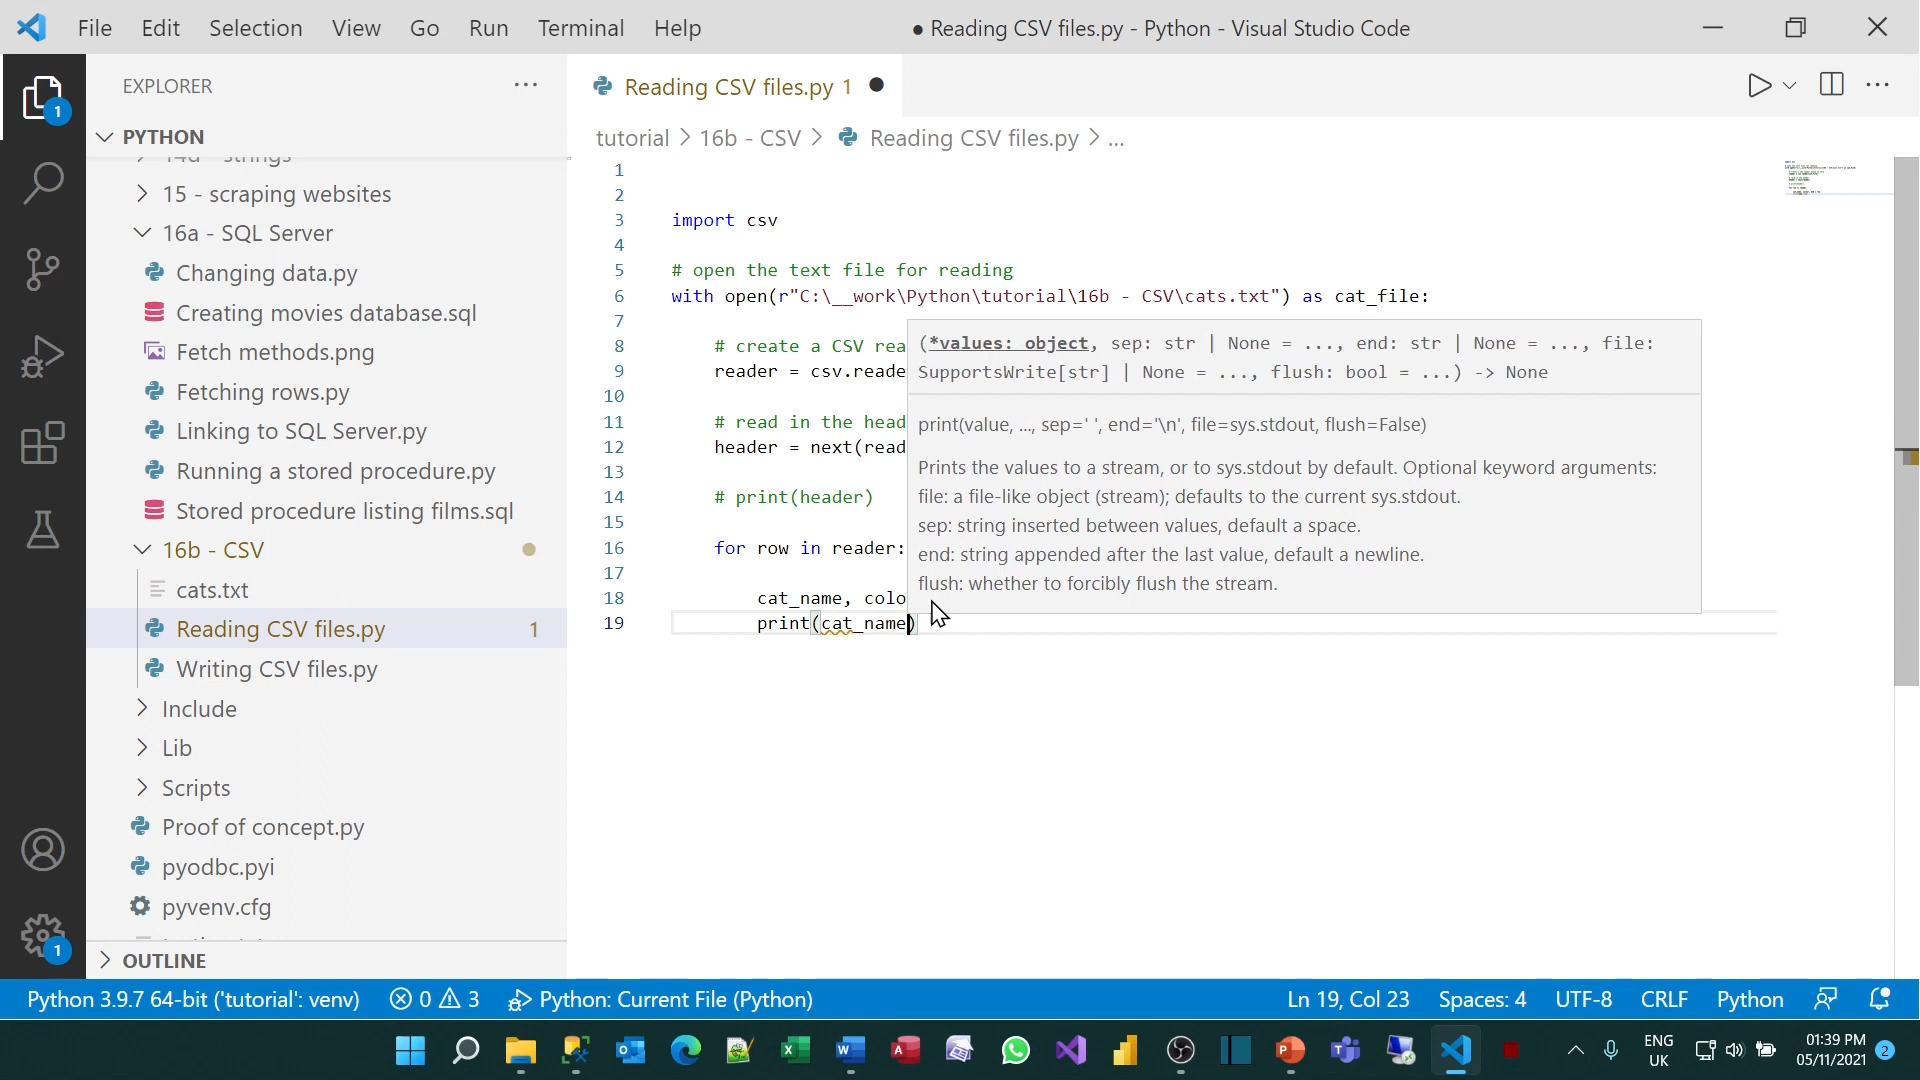 File Edit Selection View Go Run Terminal Help
● Reading CSV files.py - Python - Visual Studio Code
EXPLORER ...
Reading CSV files.py 1 ●
PYTHON
tutorial > 16b - CSV > Reading CSV files.py > ...
14d - strings
15 - scraping websites
16a - SQL Server
Changing data.py
Creating movies database.sql
Fetch methods.png
Fetching rows.py
Linking to SQL Server.py
Running a stored procedure.py
Stored procedure listing films.sql
16b - CSV
cats.txt
Reading CSV files.py 1
Writing CSV files.py
Include
Lib
Scripts
Proof of concept.py
pyodbc.pyi
pyvenv.cfg
OUTLINE
1
1
1
2
3 import csv
4
5 # open the text file for reading
6 with open(r"C:\__work\Python\tutorial\16b - CSV\cats.txt") as cat_file:
7
8 # create a CSV rea
9 reader = csv.reade
10
11 # read in the head
12 header = next(read
13
14 # print(header)
15
16 for row in reader:
17
18 cat_name, colo
19 print(cat_name)
(*values: object, sep: str | None = ..., end: str | None = ..., file:
SupportsWrite[str] | None = ..., flush: bool = ...) -> None
print(value, ..., sep=' ', end='\n', file=sys.stdout, flush=False)
Prints the values to a stream, or to sys.stdout by default. Optional keyword arguments:
file: a file-like object (stream); defaults to the current sys.stdout.
sep: string inserted between values, default a space.
end: string appended after the last value, default a newline.
flush: whether to forcibly flush the stream.
Python 3.9.7 64-bit ('tutorial': venv) 0 3 Python: Current File (Python) Ln 19, Col 23 Spaces: 4 UTF-8 CRLF Python
ENG
UK
01:39 PM
05/11/2021 2